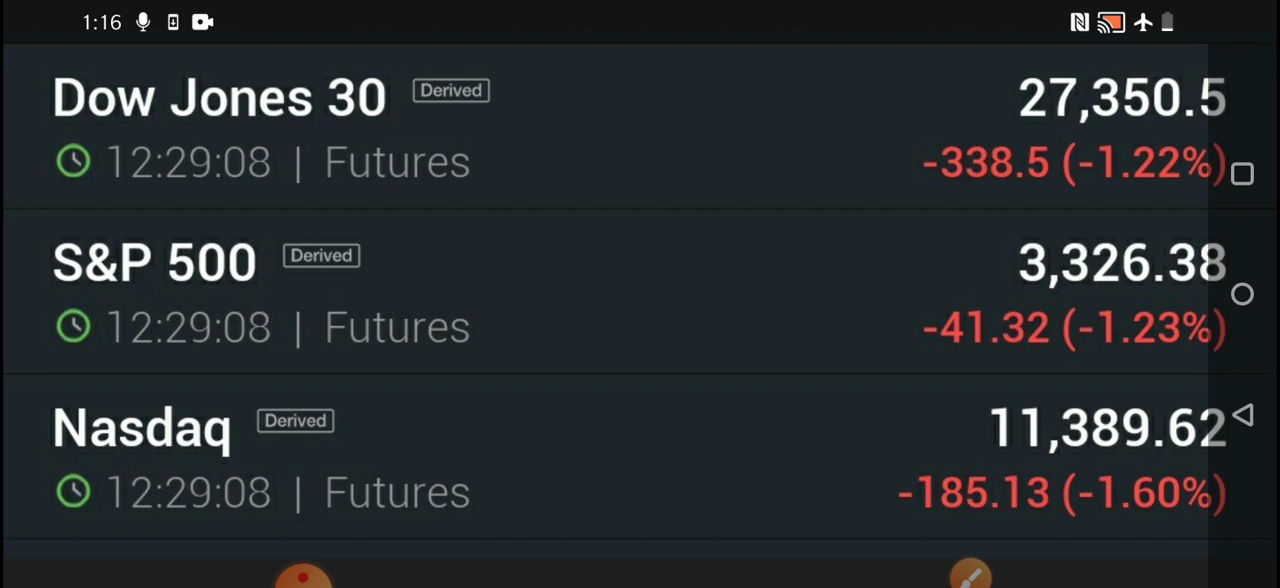 1:16
Dow Jones 30 Derived 27,350.5
12:29:08 | Futures -338.5 (-1.22%)
S&P 500 Derived 3,326.38
12:29:08 | Futures -41.32 (-1.23%)
Nasdaq Derived 11,389.62
12:29:08 | Futures -185.13 (-1.60%)